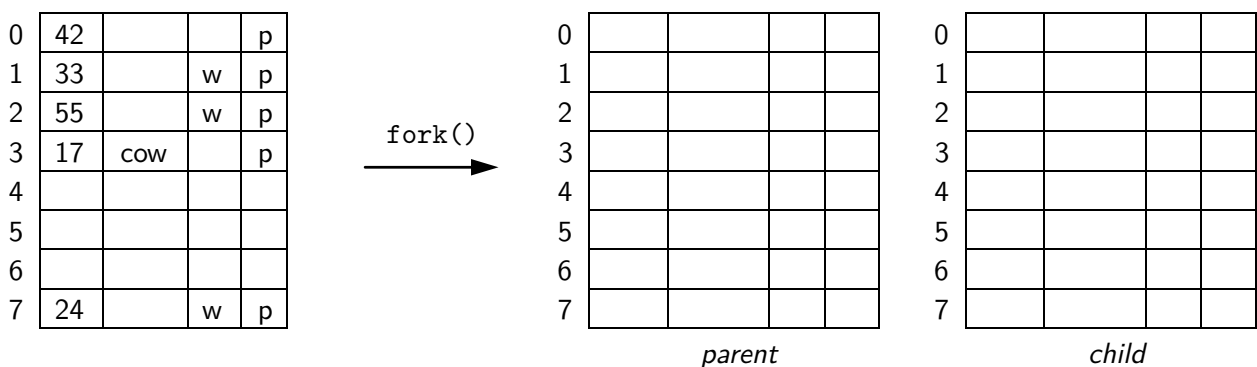 0 42 p 0 0
1 33 w p 1 1
2 55 w p 2 2
fork()
3 17 cow p 3 3
4 4 4
5 5 5
6 6 6
7 24 w p 7 7
parent child